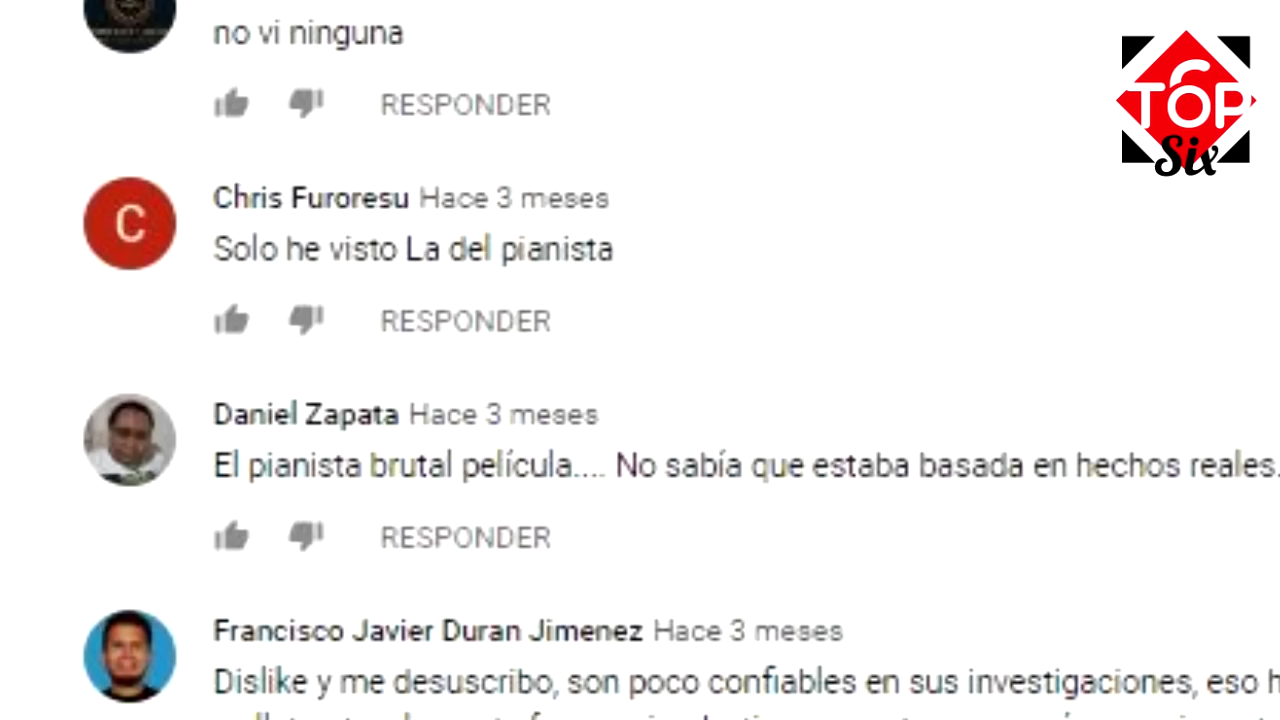 no vi ninguna
RESPONDER
TOP
Six
Chris Furoresu Hace 3 meses
Solo he visto La del pianista
RESPONDER
Daniel Zapata Hace 3 meses
El pianista brutal película.... No sabía que estaba basada en hechos reales.
RESPONDER
Francisco Javier Duran Jimenez Hace 3 meses
Dislike y me desuscribo, son poco confiables en sus investigaciones, eso